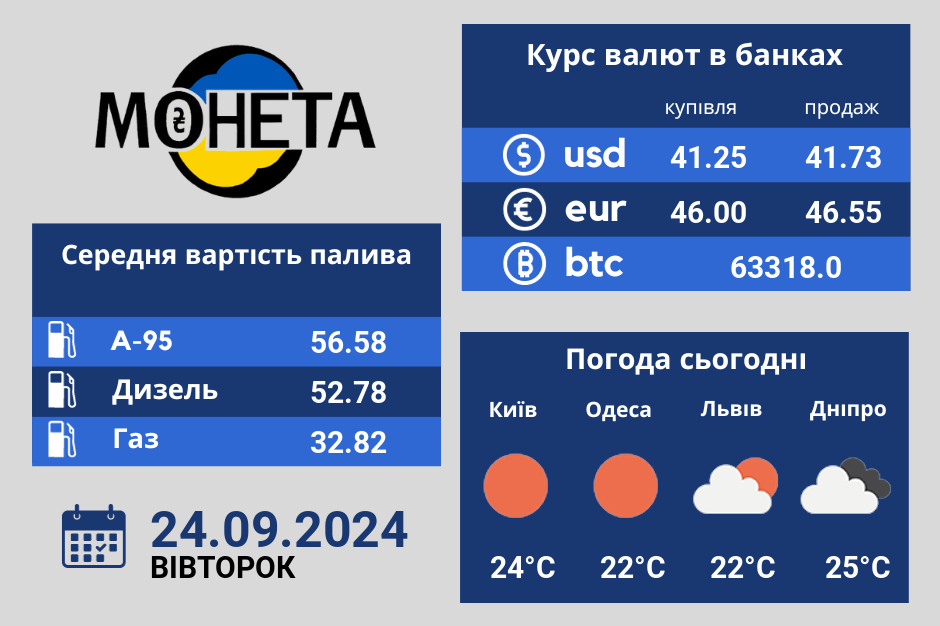 МОНЕТА
Курс валют в банках
купівля продаж
usd 41.25 41.73
eur 46.00 46.55
btc 63318.0
Середня вартість палива
А-95 56.58
Дизель 52.78
Газ 32.82
24.09.2024
ВІВТОРОК
Погода сьогодні
Київ Одеса Львів Дніпро
24°C 22°C 22°C 25°C